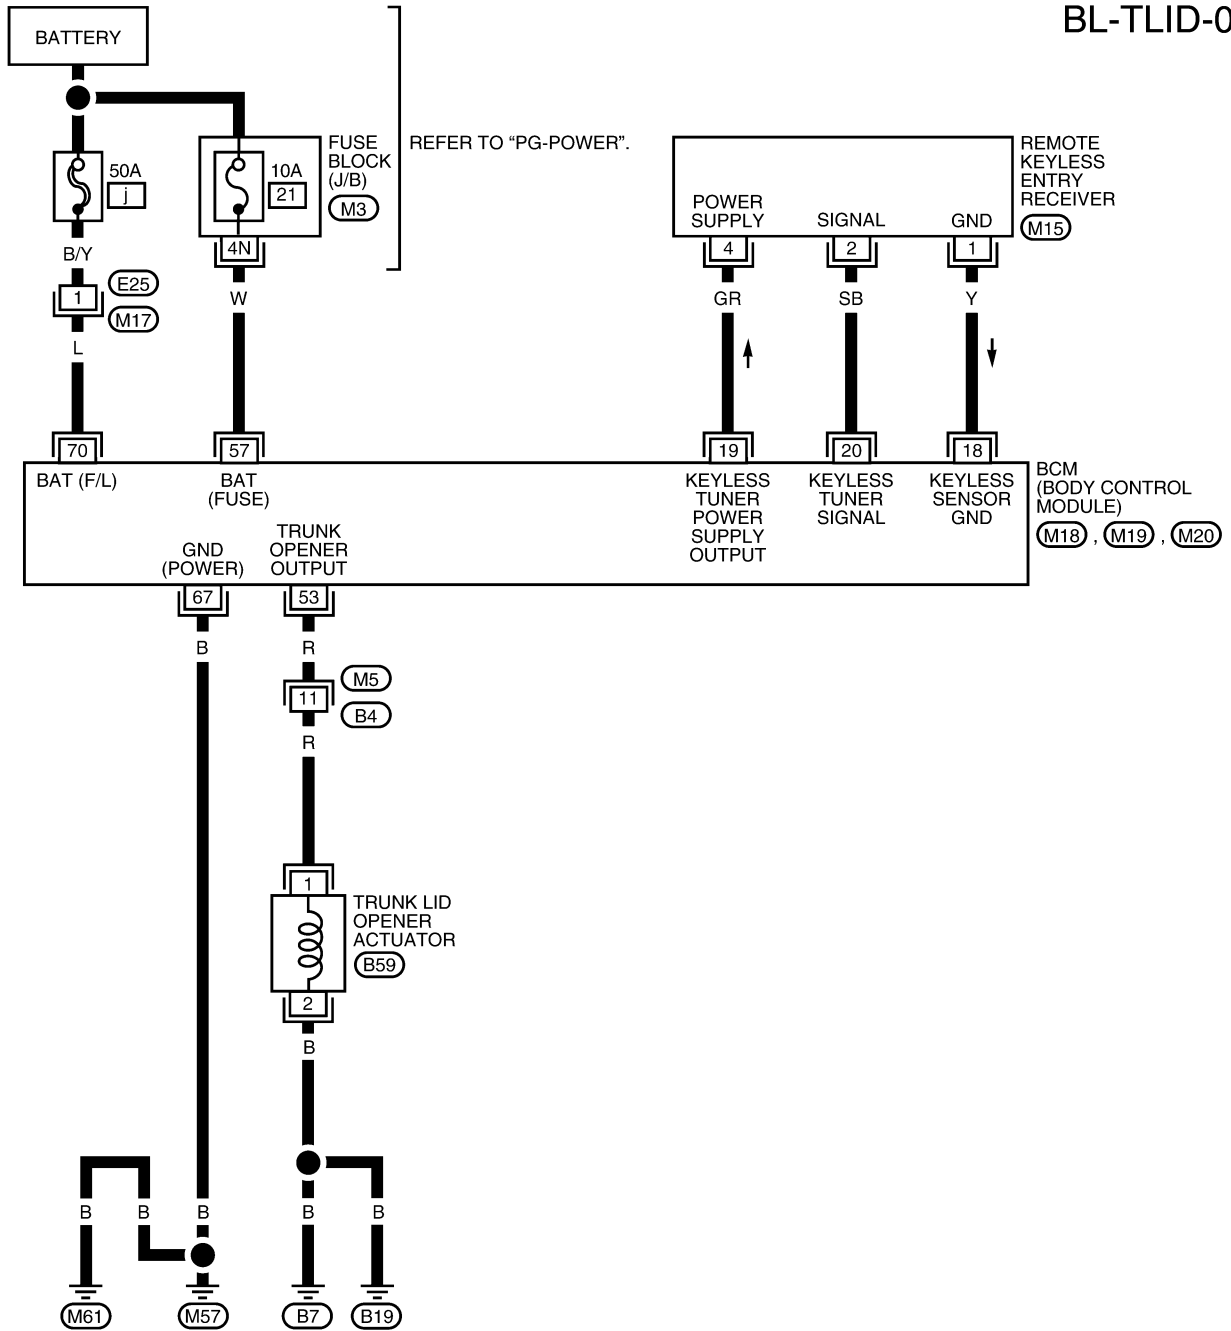 BL-TLID-0
BATTERY
50A
j
10A
21
FUSE
BLOCK
(J/B)
M3
REFER TO “PG-POWER”.
4N
B/Y
W
1
E25
M17
L
REMOTE
KEYLESS
ENTRY
RECEIVER
M15
POWER
SUPPLY
SIGNAL
GND
4
2
1
GR
SB
Y
70
57
19
20
18
BAT (F/L)
BAT
(FUSE)
KEYLESS
TUNER
POWER
SUPPLY
OUTPUT
KEYLESS
TUNER
SIGNAL
KEYLESS
SENSOR
GND
BCM
(BODY CONTROL
MODULE)
M18 , M19 , M20
GND
(POWER)
TRUNK
OPENER
OUTPUT
67
53
B
R
11
M5
B4
R
1
TRUNK LID
OPENER
ACTUATOR
B59
2
B
B
B
B
B
B
M61
M57
B7
B19